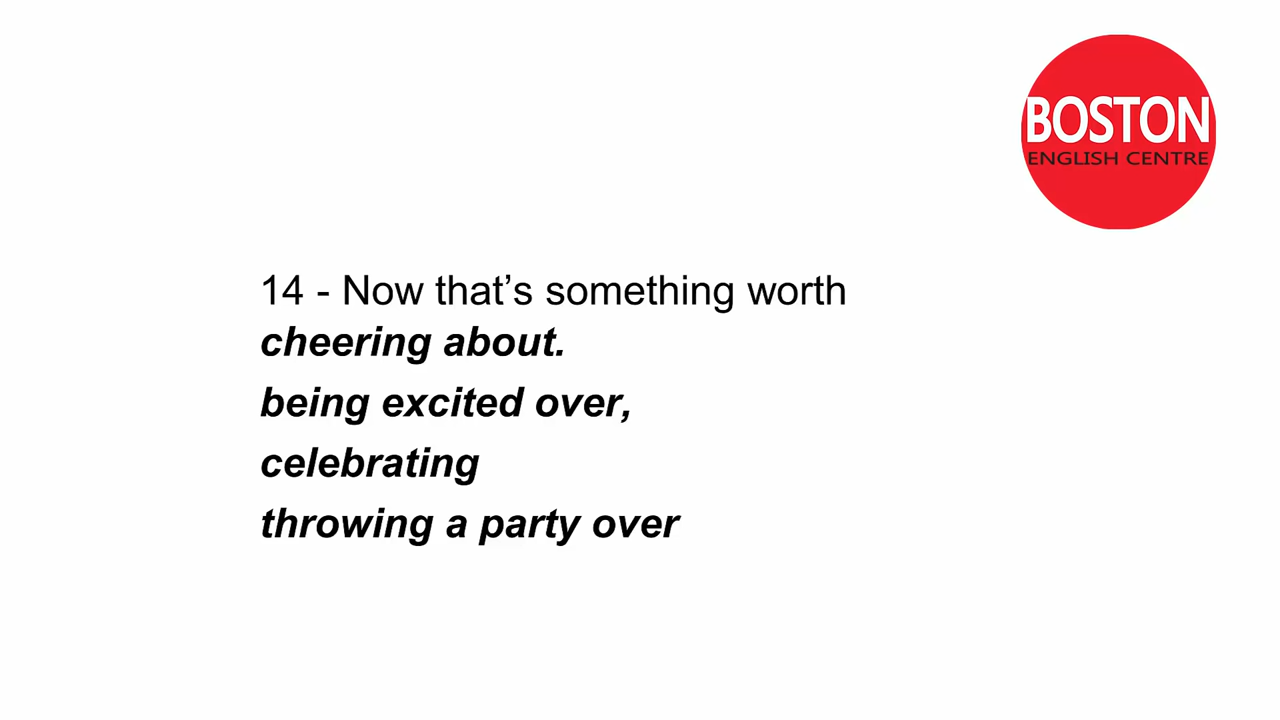 BOSTON
ENGLISH CENTRE
14 - Now that’s something worth
cheering about.
being excited over,
celebrating
throwing a party over